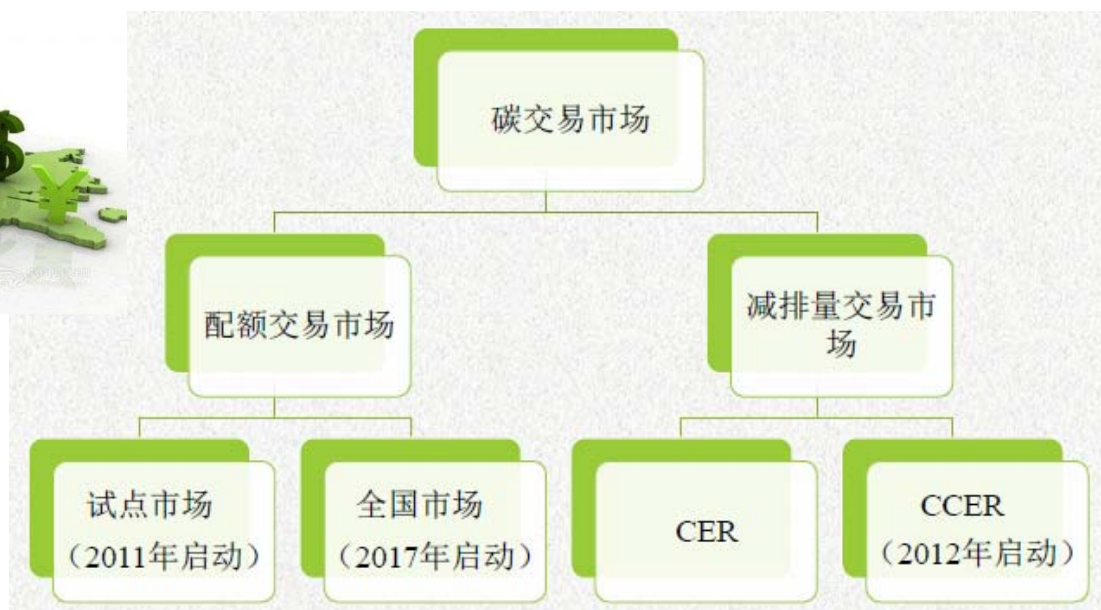 碳交易市场
配额交易市场
减排量交易市
场
试点市场
（2011年启动）
全国市场
（2017年启动）
CER
CCER
（2012年启动）
$
¥